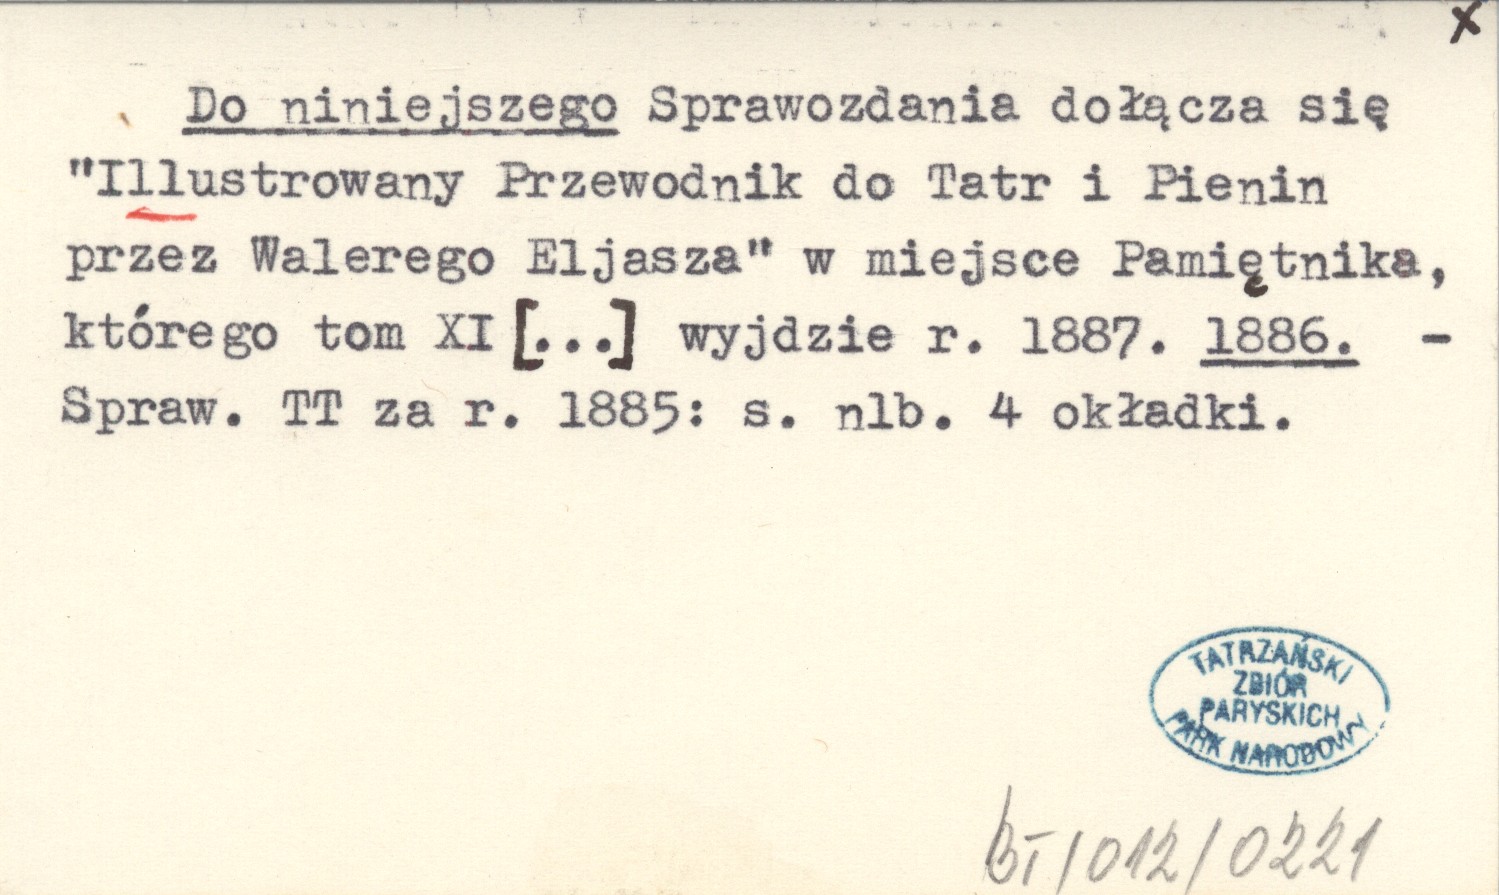 x
Do niniejszego Sprawozdania dołącza się
"Illustrowany Przewodnik do Tatr i Pienin
przez Walerego Eljasza" w miejsce Pamiętnika,
którego tom XI [...] wyjdzie r. 1887. 1886. -
Spraw. TT za r. 1885: s. nlb. 4 okładki.
TATRZAŃSKI
ZBIÓR
PARYSKICH
PARK NARODOWY
BT/012/0221